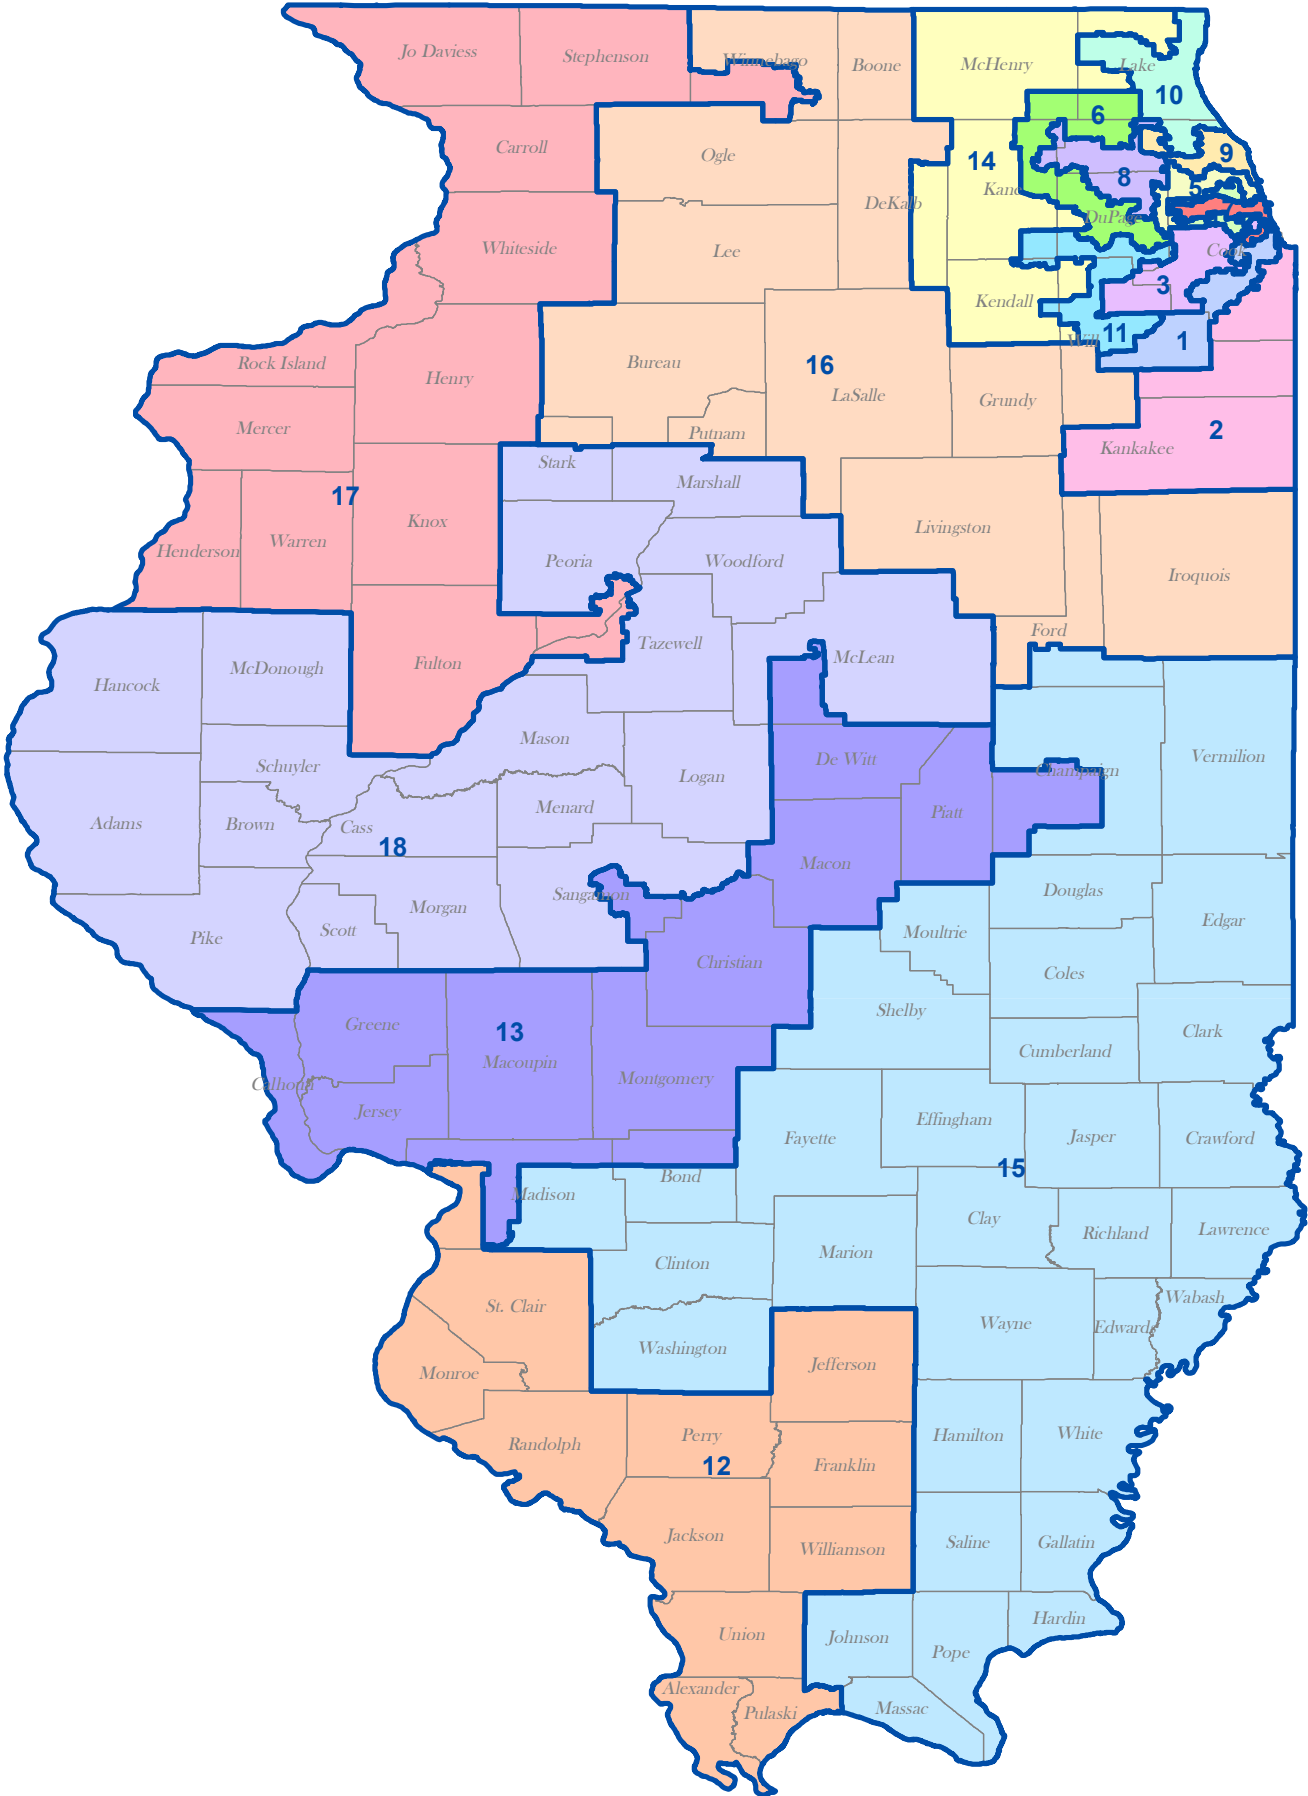 Jo Daviess
Stephenson
Winnebago
Boone
McHenry
Lake
10
6
Carroll
Ogle
14
9
8
5
Kane
DeKalb
7
DuPage
Whiteside
Lee
Cook
3
Kendall
11
1
Will
Rock Island
Henry
Bureau
16
LaSalle
Grundy
Mercer
Putnam
2
Kankakee
Stark
Marshall
17
Knox
Livingston
Henderson
Warren
Peoria
Woodford
Iroquois
Ford
Tazewell
McLean
Fulton
McDonough
Hancock
Mason
Schuyler
De Witt
Vermilion
Logan
Champaign
Menard
Piatt
Adams
Brown
Cass
18
Macon
Sangamon
Douglas
Morgan
Edgar
Scott
Moultrie
Pike
Christian
Coles
Shelby
Greene
13
Clark
Macoupin
Cumberland
Montgomery
Calhoun
Jersey
Effingham
Fayette
Jasper
Crawford
15
Bond
Madison
Clay
Richland
Lawrence
Marion
Clinton
Wabash
St. Clair
Wayne
Edwards
Washington
Jefferson
Monroe
Perry
Hamilton
White
Randolph
12
Franklin
Jackson
Williamson
Saline
Gallatin
Hardin
Union
Johnson
Pope
Alexander
Pulaski
Massac